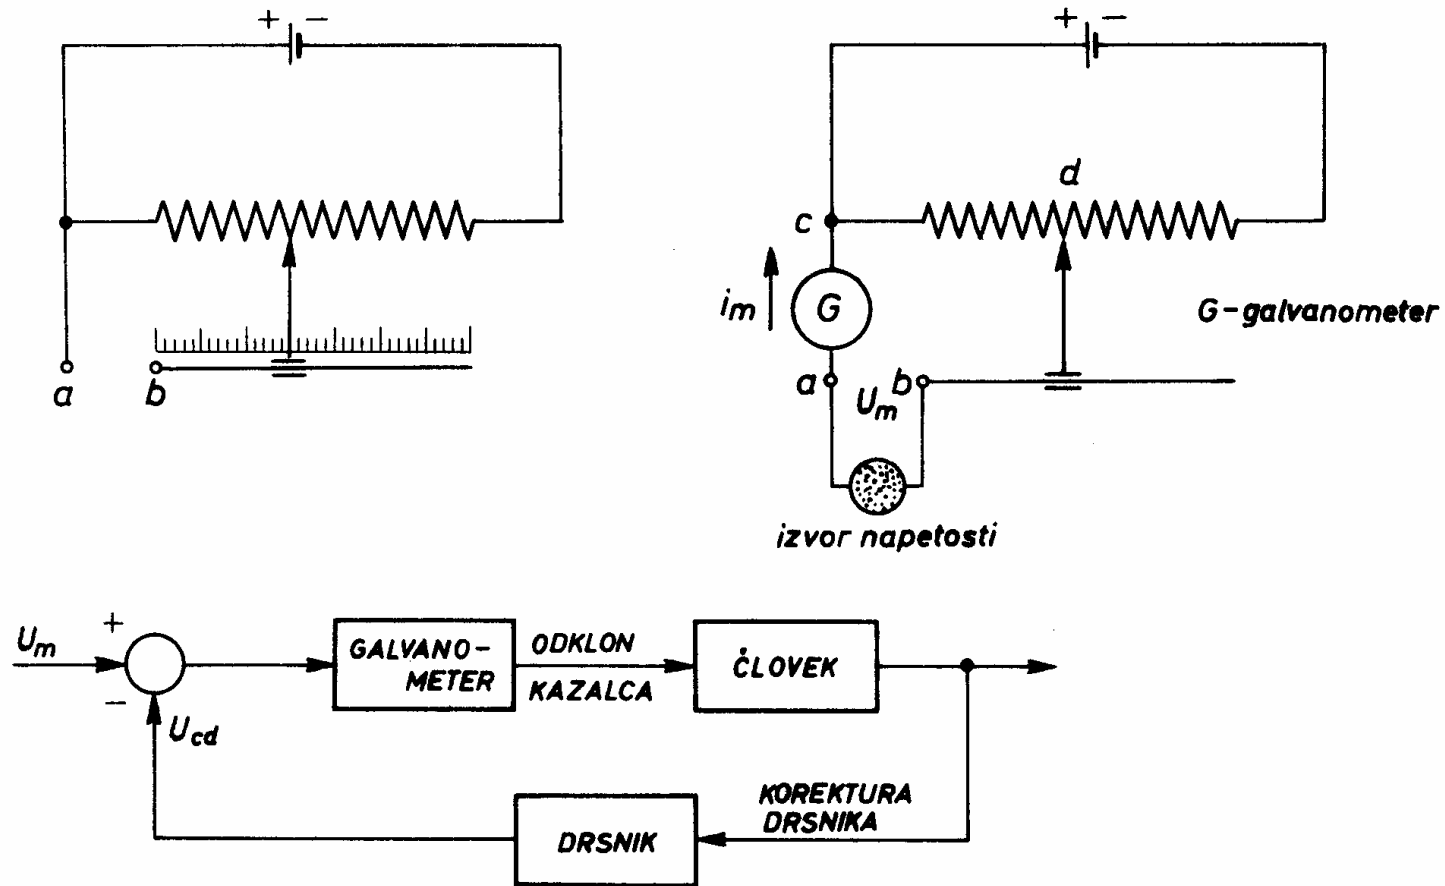 + −
a
b
+ −
d
c
im
G
G-galvanometer
a
Um
b
izvor napetosti
+
Um
−
Ucd
GALVANO-
METER
ODKLON
KAZALCA
ČLOVEK
DRSNIK
KOREKTURA
DRSNIKA